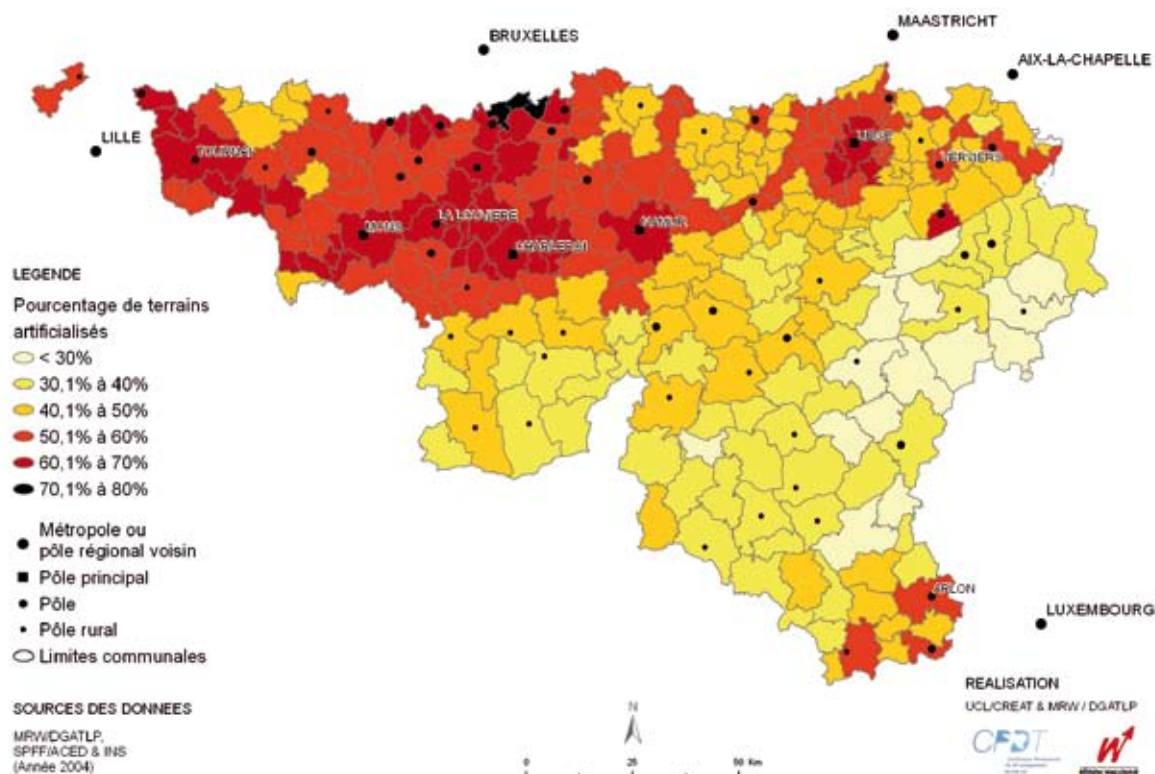 BRUXELLES
MAASTRICHT
AIX-LA-CHAPELLE
LILLE
TOURNAI
LIEGE
VERVIERS
LA LOUVIERE
MONS
NAMUR
CHARLEROI
LEGENDE
Pourcentage de terrains
artificialisés
< 30%
30,1% à 40%
40,1% à 50%
50,1% à 60%
60,1% à 70%
70,1% à 80%
Métropole ou
pôle régional voisin
Pôle principal
Pôle
Pôle rural
Limites communales
ARLON
LUXEMBOURG
SOURCES DES DONNEES
MRW/DGATLP,
SPFF/ACED & INS
(Année 2004)
N
0 25 50 Km
REALISATION
UCL/CREAT & MRW / DGATLP
CPDT